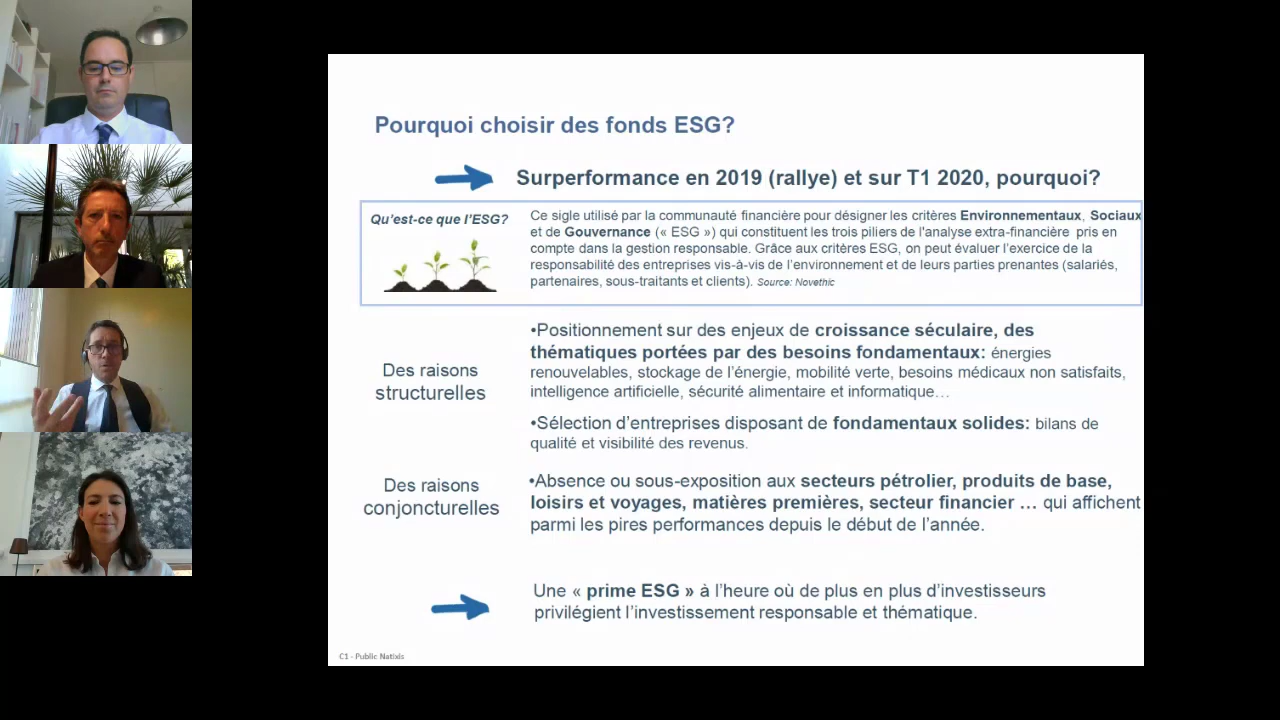 Pourquoi choisir des fonds ESG?
Surperformance en 2019 (rallye) et sur T1 2020, pourquoi?
Qu'est-ce que l'ESG?
Ce sigle utilisé par la communauté financière pour désigner les critères Environnementaux, Sociaux
et de Gouvernance (« ESG ») qui constituent les trois piliers de l'analyse extra-financière pris en
compte dans la gestion responsable. Grâce aux critères ESG, on peut évaluer l'exercice de la
responsabilité des entreprises vis-à-vis de l'environnement et de leurs parties prenantes (salariés,
partenaires, sous-traitants et clients). Source: Novethic
Des raisons
structurelles
•Positionnement sur des enjeux de croissance séculaire, des
thématiques portées par des besoins fondamentaux: énergies
renouvelables, stockage de l'énergie, mobilité verte, besoins médicaux non satisfaits,
intelligence artificielle, sécurité alimentaire et informatique…
•Sélection d'entreprises disposant de fondamentaux solides: bilans de
qualité et visibilité des revenus.
Des raisons
conjoncturelles
•Absence ou sous-exposition aux secteurs pétrolier, produits de base,
loisirs et voyages, matières premières, secteur financier … qui affichent
parmi les pires performances depuis le début de l'année.
Une « prime ESG » à l'heure où de plus en plus d'investisseurs
privilégient l'investissement responsable et thématique.
C1 - Public Natixis